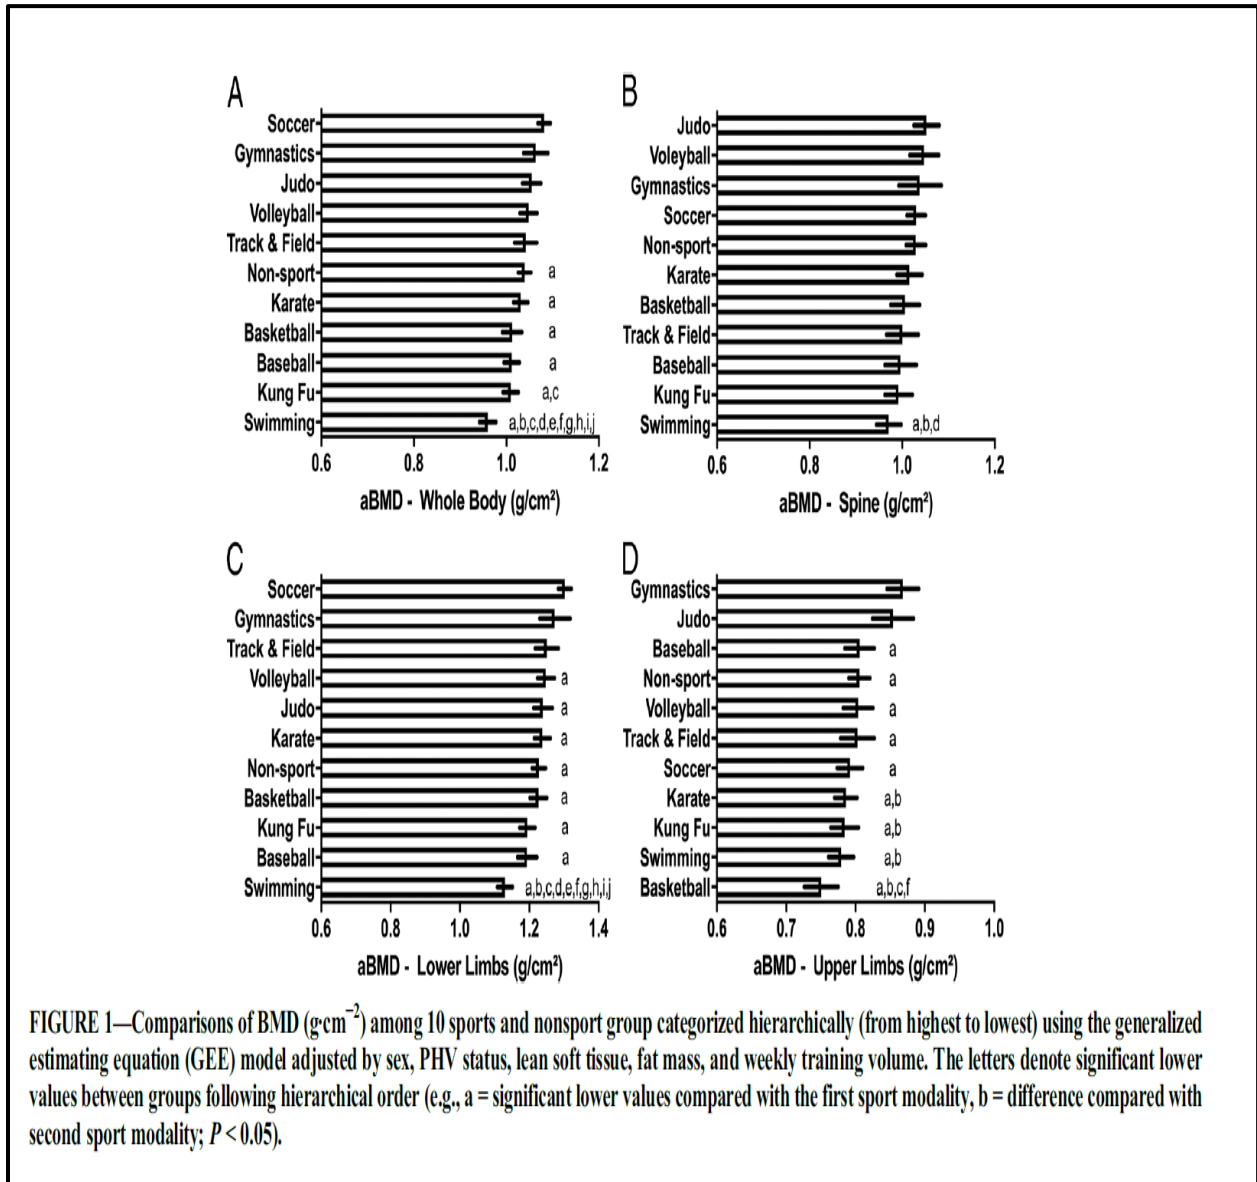 A
Soccer
Gymnastics
Judo
Volleyball
Track & Field
Non-sport a
Karate a
Basketball a
Baseball a
Kung Fu a,c
Swimming a,b,c,d,e,f,g,h,i,j
0.6 0.8 1.0 1.2
aBMD - Whole Body (g/cm²)
B
Judo
Voleyball
Gymnastics
Soccer
Non-sport
Karate
Basketball
Track & Field
Baseball
Kung Fu
Swimming a,b,d
0.6 0.8 1.0 1.2
aBMD - Spine (g/cm²)
C
Soccer
Gymnastics
Track & Field
Volleyball a
Judo a
Karate a
Non-sport a
Basketball a
Kung Fu a
Baseball a
Swimming a,b,c,d,e,f,g,h,i,j
0.6 0.8 1.0 1.2 1.4
aBMD - Lower Limbs (g/cm²)
D
Gymnastics
Judo
Baseball a
Non-sport a
Volleyball a
Track & Field a
Soccer a
Karate a,b
Kung Fu a,b
Swimming a,b
Basketball a,b,c,f
0.6 0.7 0.8 0.9 1.0
aBMD - Upper Limbs (g/cm²)
FIGURE 1—Comparisons of BMD (g·cm⁻²) among 10 sports and nonsport group categorized hierarchically (from highest to lowest) using the generalized
estimating equation (GEE) model adjusted by sex, PHV status, lean soft tissue, fat mass, and weekly training volume. The letters denote significant lower
values between groups following hierarchical order (e.g., a = significant lower values compared with the first sport modality, b = difference compared with
second sport modality; P < 0.05).